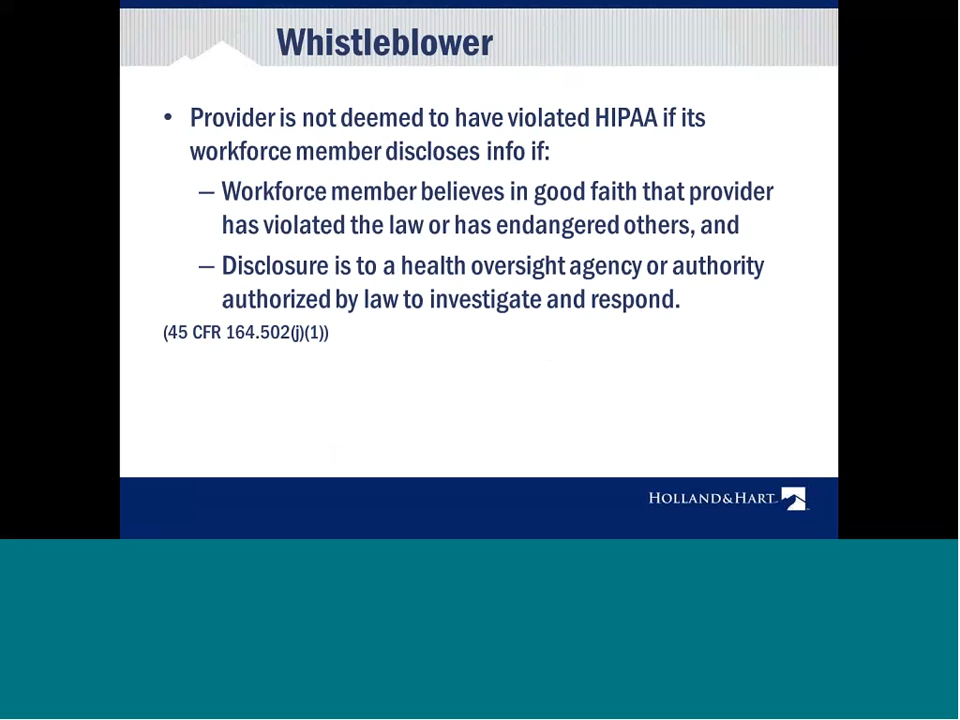 Whistleblower
• Provider is not deemed to have violated HIPAA if its
workforce member discloses info if:
– Workforce member believes in good faith that provider
has violated the law or has endangered others, and
– Disclosure is to a health oversight agency or authority
authorized by law to investigate and respond.
(45 CFR 164.502(j)(1))
HOLLAND&HART